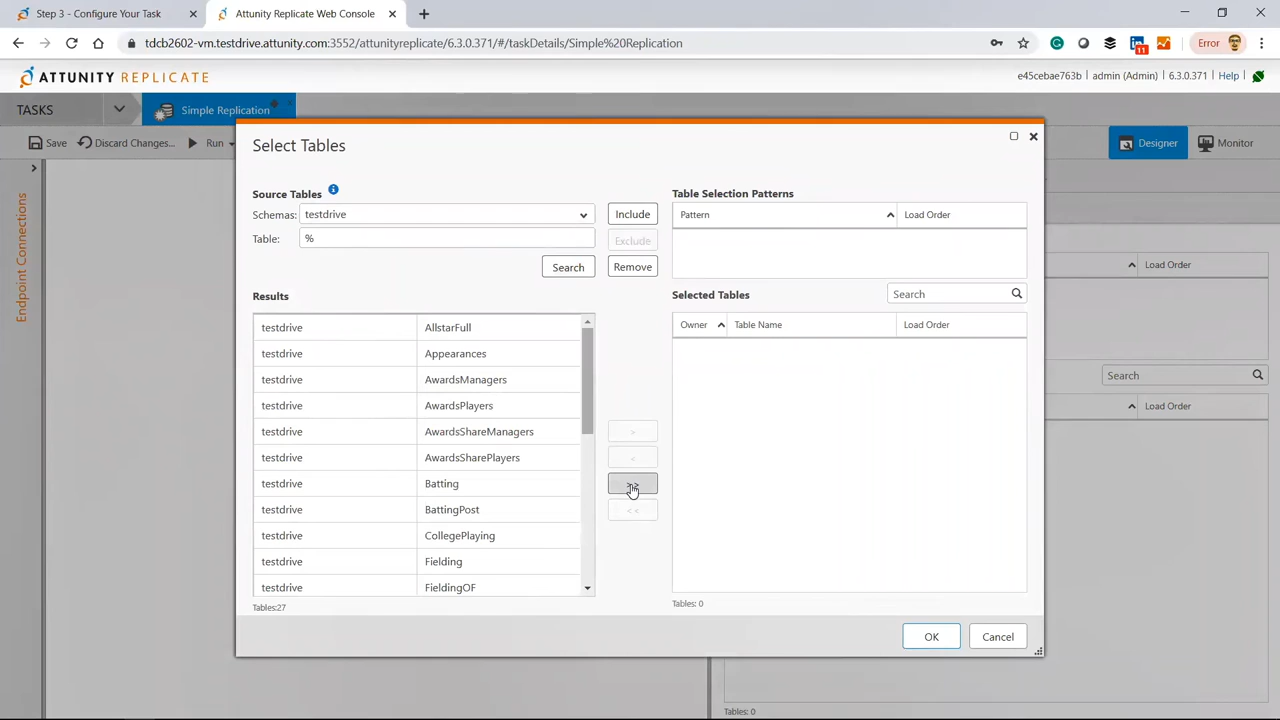 Step 3 - Configure Your Task
Attunity Replicate Web Console
tdcb2602-vm.testdrive.attunity.com:3552/attunityreplicate/6.3.0.371/#/taskDetails/Simple%20Replication
11
Error
ATTUNITY REPLICATE
e45cebae763b admin (Admin) 6.3.0.371 Help
TASKS
Simple Replication
Save Discard Changes... Run
Designer
Monitor
Endpoint Connections
Select Tables
Source Tables
Schemas: testdrive
Table: %
Search
Include
Exclude
Remove
Results
testdrive AllstarFull
testdrive Appearances
testdrive AwardsManagers
testdrive AwardsPlayers
testdrive AwardsShareManagers
testdrive AwardsSharePlayers
testdrive Batting
testdrive BattingPost
testdrive CollegePlaying
testdrive Fielding
testdrive FieldingOF
Tables:27
>
<
>>
<<
Table Selection Patterns
Pattern Load Order
Selected Tables
Search
Owner Table Name Load Order
Tables: 0
OK
Cancel
Load Order
Search
Load Order
Tables: 0